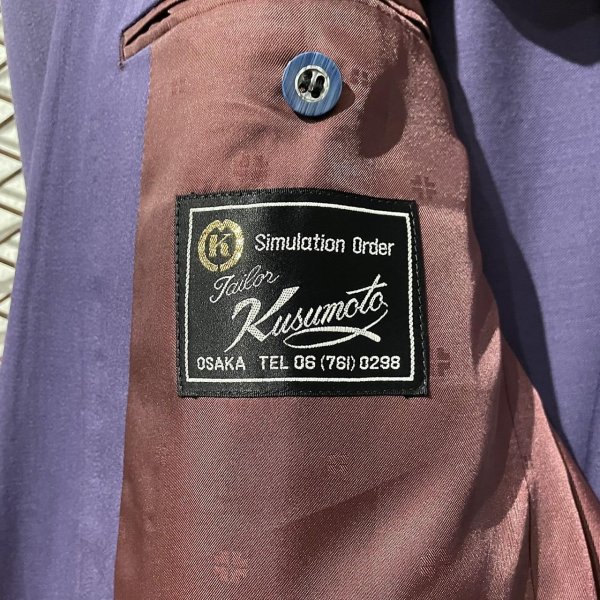 K
Simulation Order
Tailor
Kusumoto
OSAKA TEL 06 (761) 0298